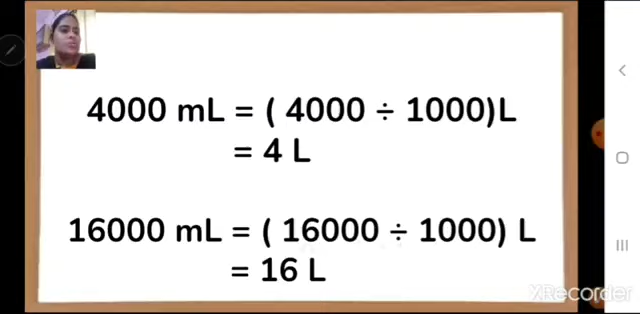 4000 mL = ( 4000 ÷ 1000)L
= 4 L
16000 mL = ( 16000 ÷ 1000) L
= 16 L
XRecorder